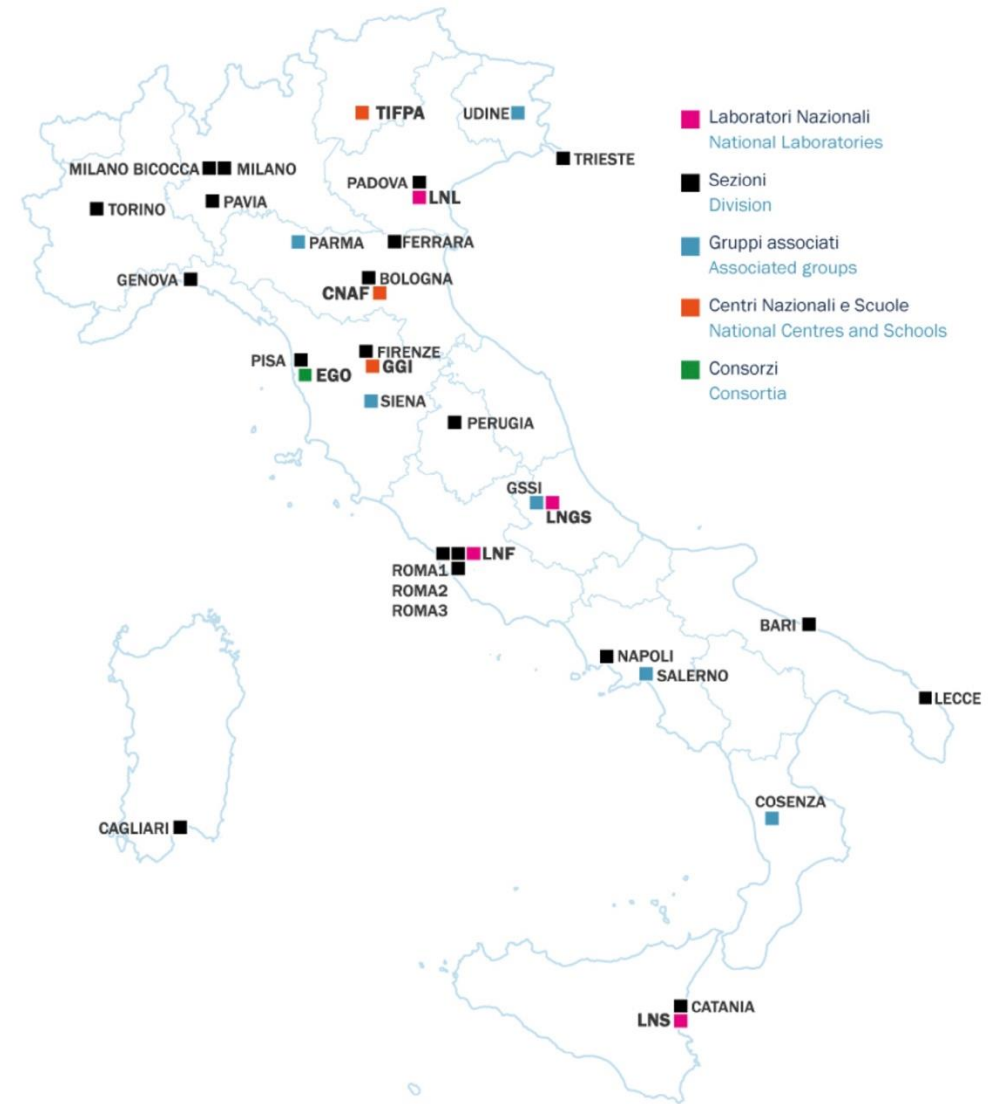 TIFPA
UDINE
TRIESTE
MILANO BICOCCA
MILANO
PADOVA
LNL
PAVIA
TORINO
PARMA
FERRARA
GENOVA
BOLOGNA
CNAF
FIRENZE
PISA
GGI
EGO
SIENA
PERUGIA
GSSI
LNGS
LNF
ROMA1
ROMA2
ROMA3
BARI
NAPOLI
SALERNO
LECCE
COSENZA
CAGLIARI
CATANIA
LNS
Laboratori Nazionali
National Laboratories
Sezioni
Division
Gruppi associati
Associated groups
Centri Nazionali e Scuole
National Centres and Schools
Consorzi
Consortia